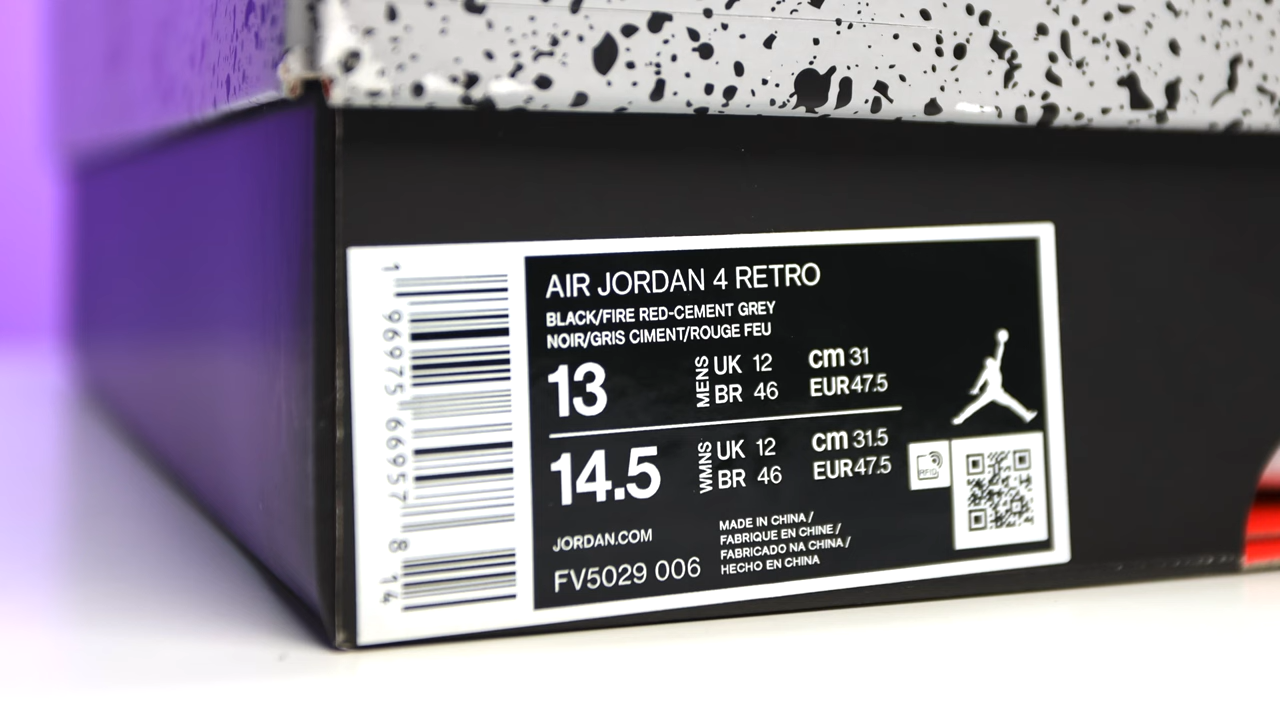 1 96975 66957 8 14
AIR JORDAN 4 RETRO
BLACK/FIRE RED-CEMENT GREY
NOIR/GRIS CIMENT/ROUGE FEU
13 MENS UK 12 cm 31
BR 46 EUR 47.5
14.5 WMNS UK 12 cm 31.5
BR 46 EUR 47.5
RFID
JORDAN.COM
FV5029 006
MADE IN CHINA /
FABRIQUE EN CHINE /
FABRICADO NA CHINA /
HECHO EN CHINA